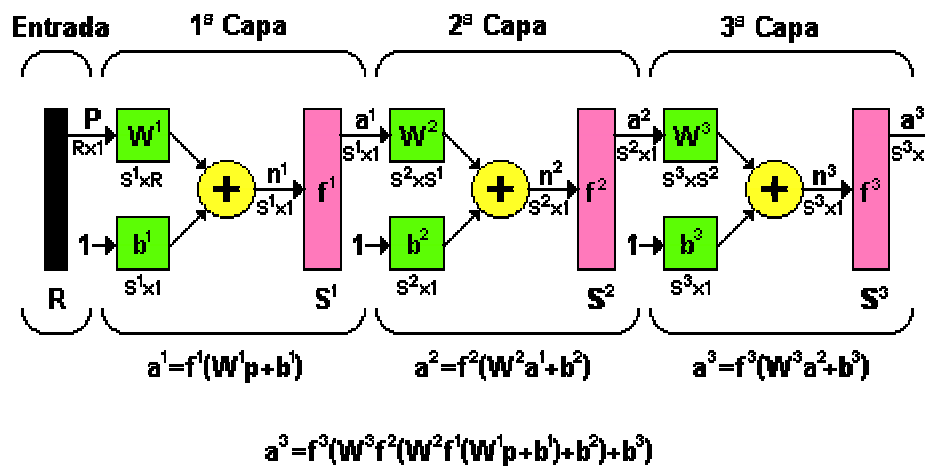 Entrada 1ª Capa 2ª Capa 3ª Capa
P W¹ n¹ f¹ a¹ W² n² f² a² W³ n³ f³ a³
Rx1 S¹xR S¹x1 S¹x1 S²xS¹ S²x1 S²x1 S³xS² S³x1 S³x
1 b¹ 1 b² 1 b³
S¹x1 S²x1 S³x1
R S¹ S² S³
a¹=f¹(W¹p+b¹) a²=f²(W²a¹+b²) a³=f³(W³a²+b³)
a³=f³(W³f²(W²f¹(W¹p+b¹)+b²)+b³)